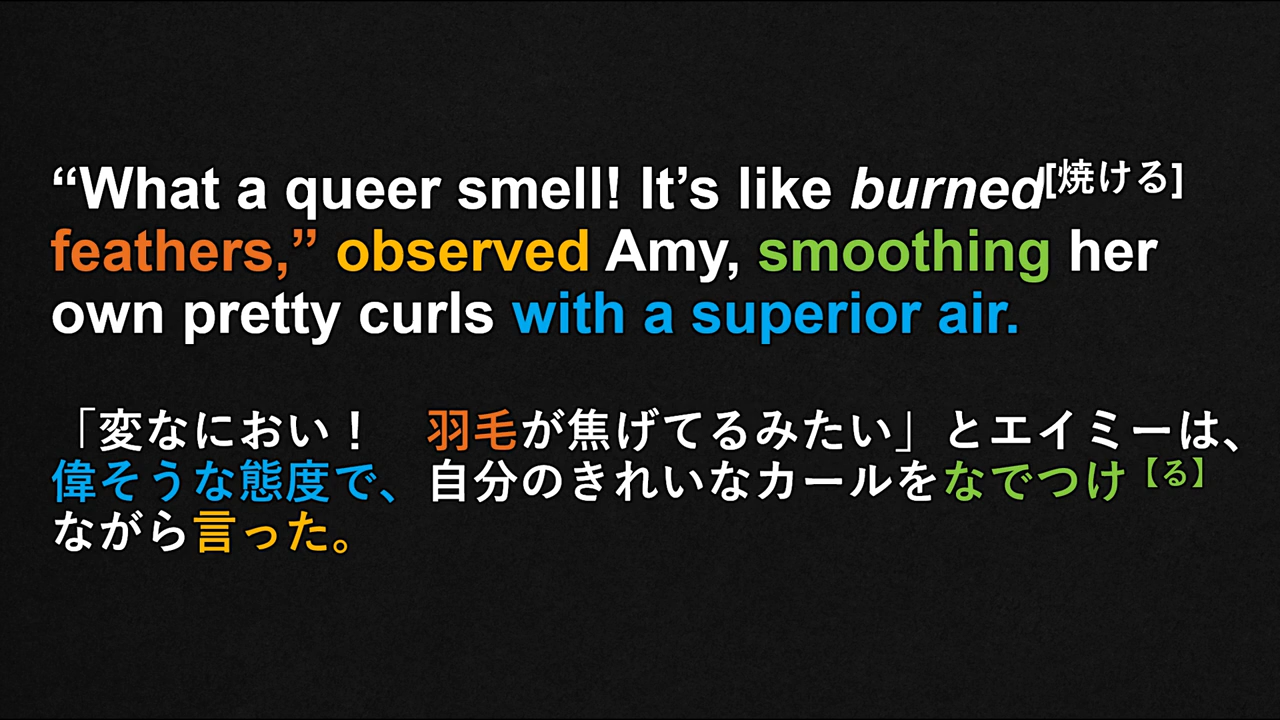 “What a queer smell! It’s like burned[焼ける]
feathers,” observed Amy, smoothing her
own pretty curls with a superior air.
「変なにおい！　羽毛が焦げてるみたい」とエイミーは、
偉そうな態度で、自分のきれいなカールをなでつけ【る】
ながら言った。